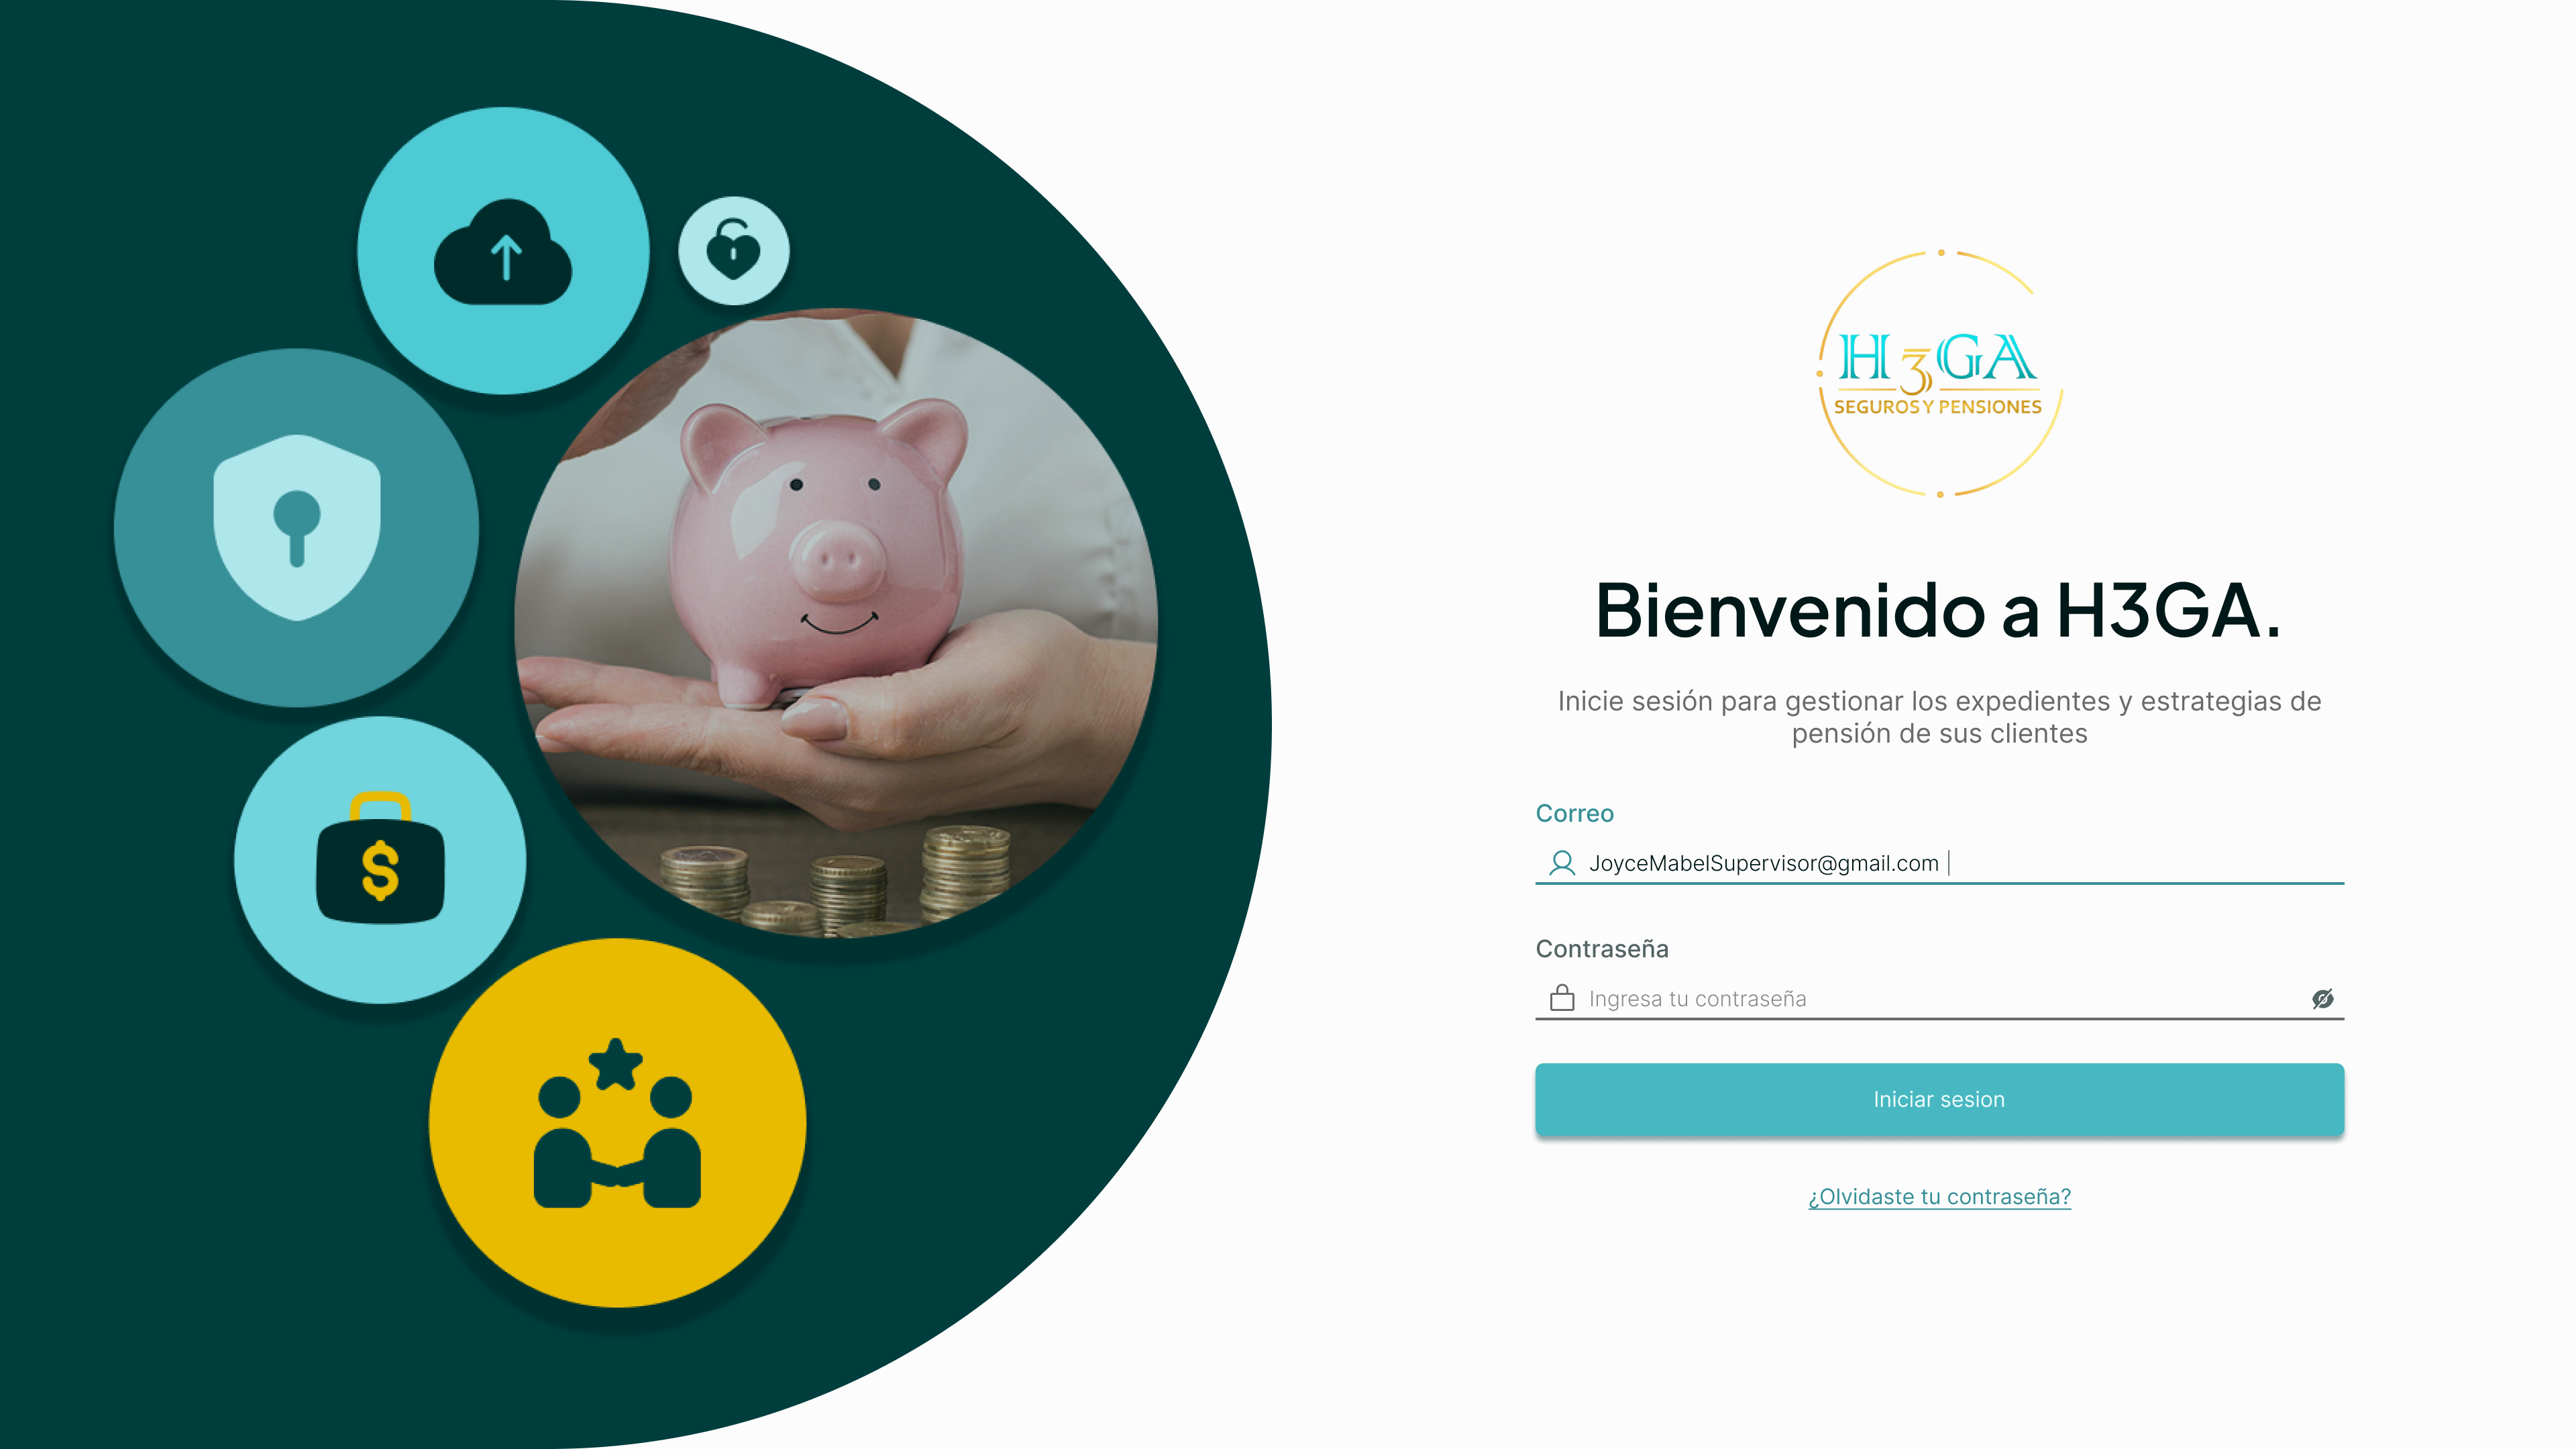 H3GA
SEGUROS Y PENSIONES
Bienvenido a H3GA.
Inicie sesión para gestionar los expedientes y estrategias de
pensión de sus clientes
Correo
JoyceMabelSupervisor@gmail.com
Contraseña
Ingresa tu contraseña
Iniciar sesion
¿Olvidaste tu contraseña?
$